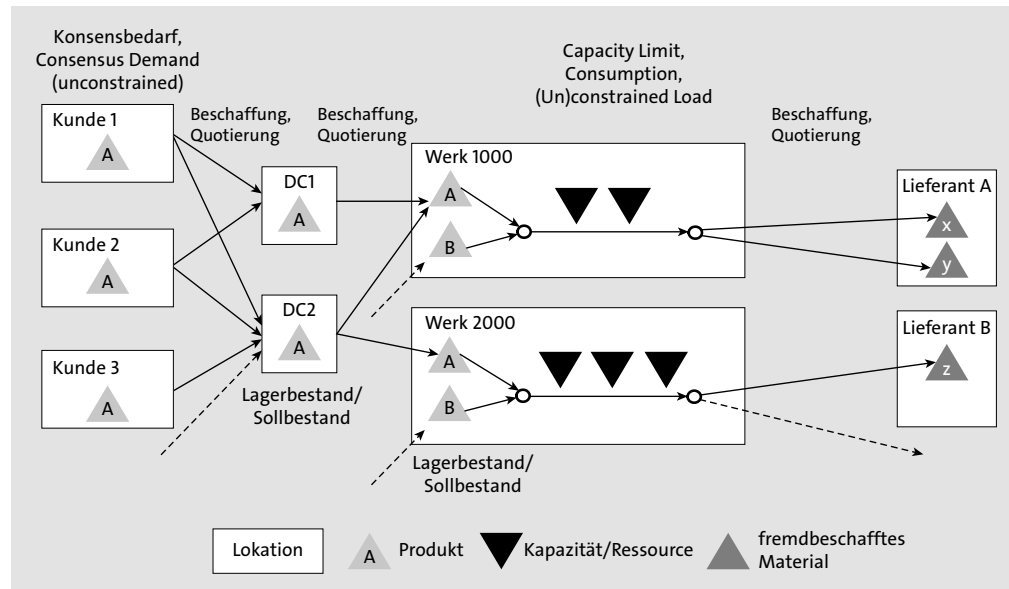 Konsensbedarf,
Consensus Demand
(unconstrained)
Capacity Limit,
Consumption,
(Un)constrained Load
Beschaffung,
Quotierung
Beschaffung,
Quotierung
Beschaffung,
Quotierung
Kunde 1
A
Kunde 2
A
Kunde 3
A
DC1
A
DC2
A
Lagerbestand/
Sollbestand
Werk 1000
A
B
Werk 2000
A
B
Lagerbestand/
Sollbestand
Lieferant A
x
y
Lieferant B
z
Lokation
A
Produkt
Kapazität/Ressource
fremdbeschafftes
Material